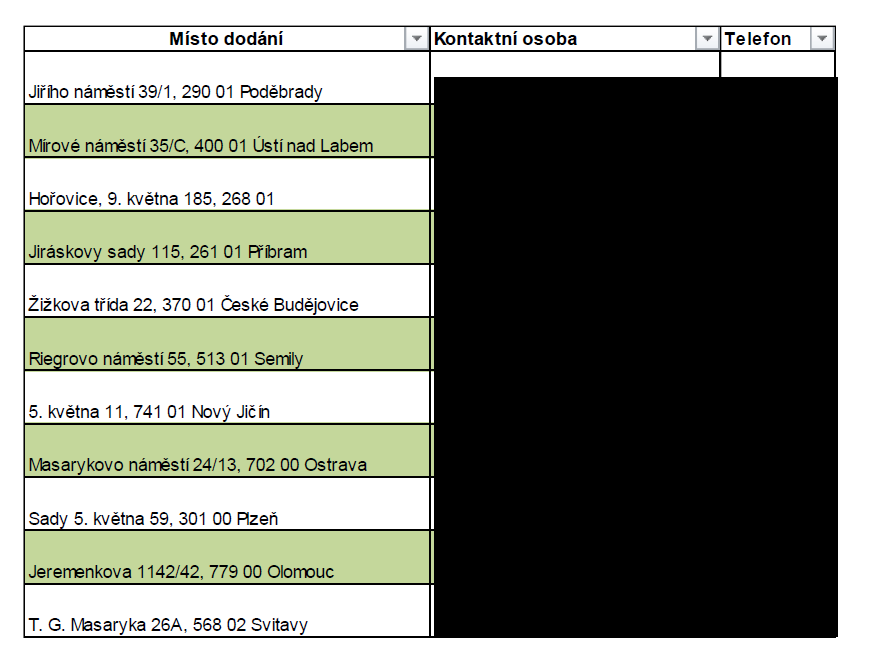 Místo dodání Kontaktní osoba Telefon
Jiřího náměstí 39/1, 290 01 Poděbrady
Mírové náměstí 35/C, 400 01 Ústí nad Labem
Hořovice, 9. května 185, 268 01
Jiráskovy sady 115, 261 01 Příbram
Žižkova třída 22, 370 01 České Budějovice
Riegrovo náměstí 55, 513 01 Semily
5. května 11, 741 01 Nový Jičín
Masarykovo náměstí 24/13, 702 00 Ostrava
Sady 5. května 59, 301 00 Plzeň
Jeremenkova 1142/42, 779 00 Olomouc
T. G. Masaryka 26A, 568 02 Svitavy